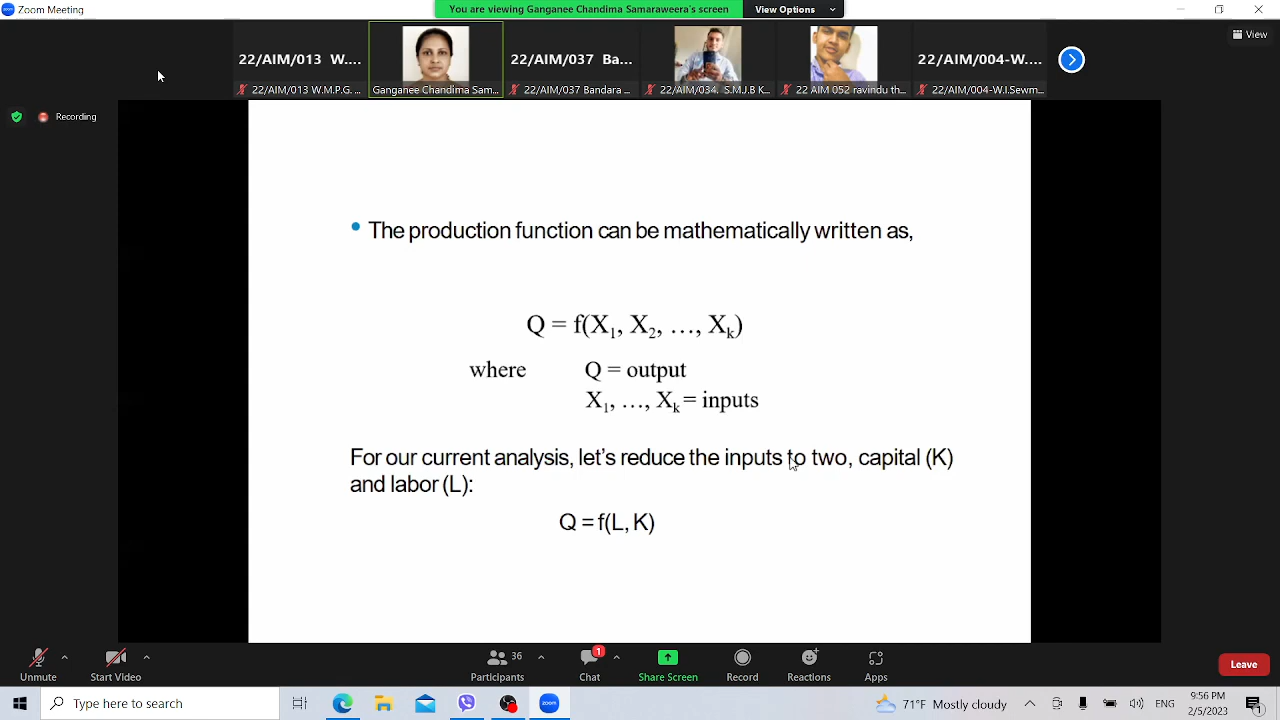 Zoom Meeting
You are viewing Ganganee Chandima Samaraweera's screen
View Options
View
22/AIM/013 W....
22/AIM/037 Ba...
22/AIM/004-W....
22/AIM/013 W.M.P.G. ...
Ganganee Chandima Sam...
22/AIM/037 Bandara ...
22/AIM/034, S.M.J.B K...
22 AIM 052 ravindu th...
22/AIM/004-W.I.Sewm...
Recording
• The production function can be mathematically written as,
Q = f(X1, X2, …, Xk)
where Q = output
X1, …, Xk = inputs
For our current analysis, let's reduce the inputs to two, capital (K)
and labor (L):
Q = f(L, K)
36
1
Unmute
Start Video
Participants
Chat
Share Screen
Record
Reactions
Apps
Leave
Type here to search
zoom
71°F Mostly cloudy
9:56 PM
2/5/2023
1